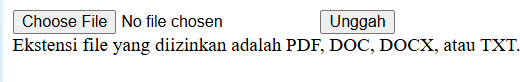 Choose File No file chosen Unggah
Ekstensi file yang diizinkan adalah PDF, DOC, DOCX, atau TXT.